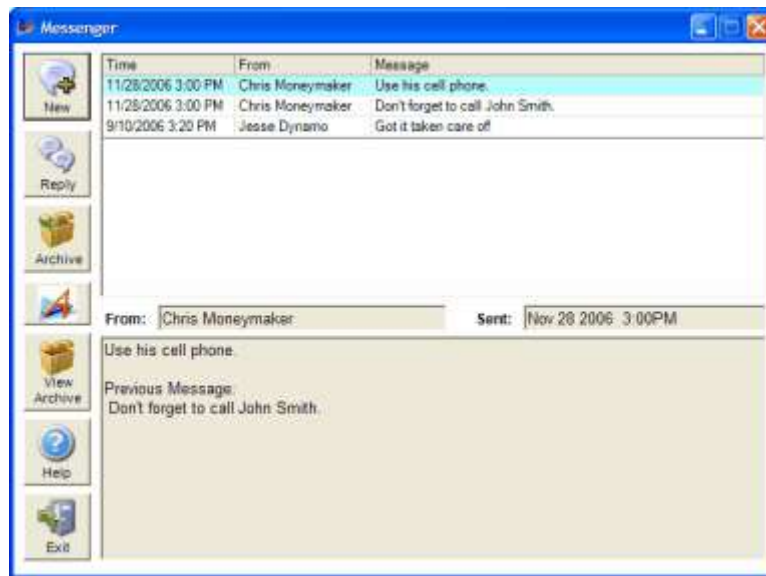 Messenger
New
Reply
Archive
View
Archive
Help
Exit
Time From Message
11/28/2006 3:00 PM Chris Moneymaker Use his cell phone.
11/28/2006 3:00 PM Chris Moneymaker Don't forget to call John Smith.
9/10/2006 3:20 PM Jesse Dynamo Got it taken care of!
From: Chris Moneymaker Sent: Nov 28 2006 3:00PM
Use his cell phone.
Previous Message:
Don't forget to call John Smith.